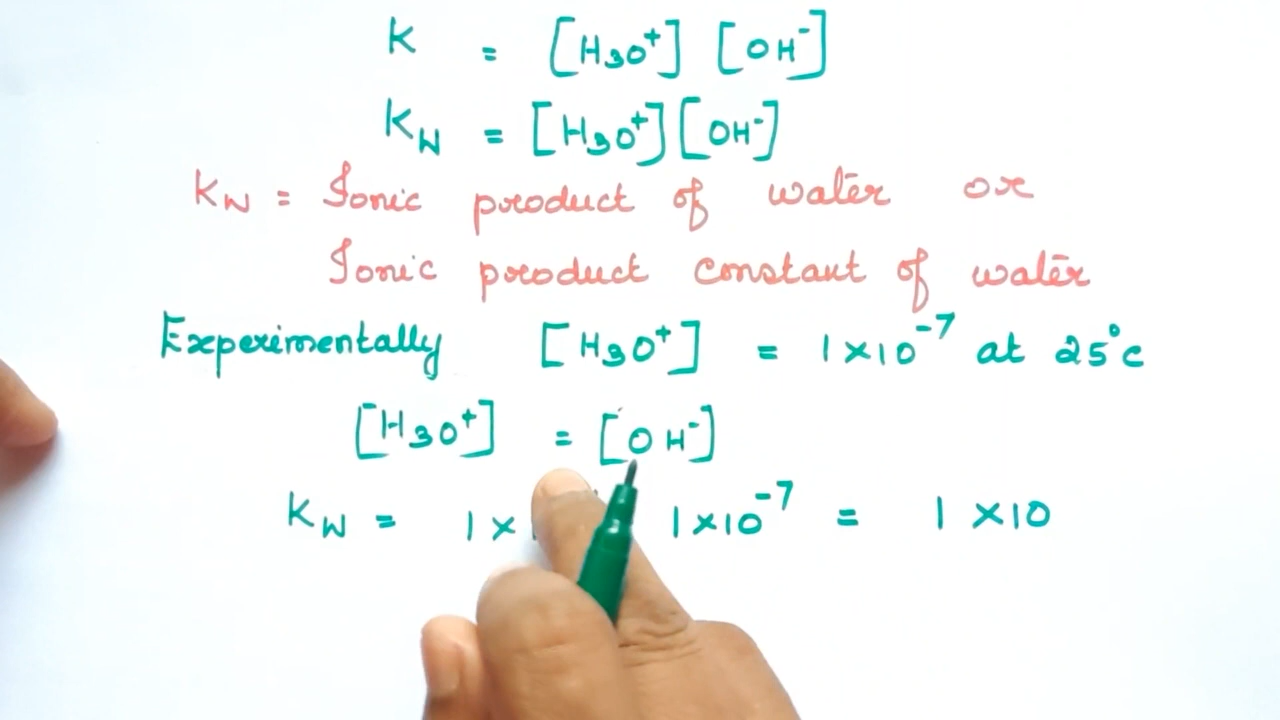 K = [H3O+] [OH-]
KW = [H3O+] [OH-]
KW = Ionic product of water or
Ionic product constant of water
Experimentally [H3O+] = 1×10-7 at 25°c
[H3O+] = [OH-]
KW = 1× 1×10-7 = 1×10